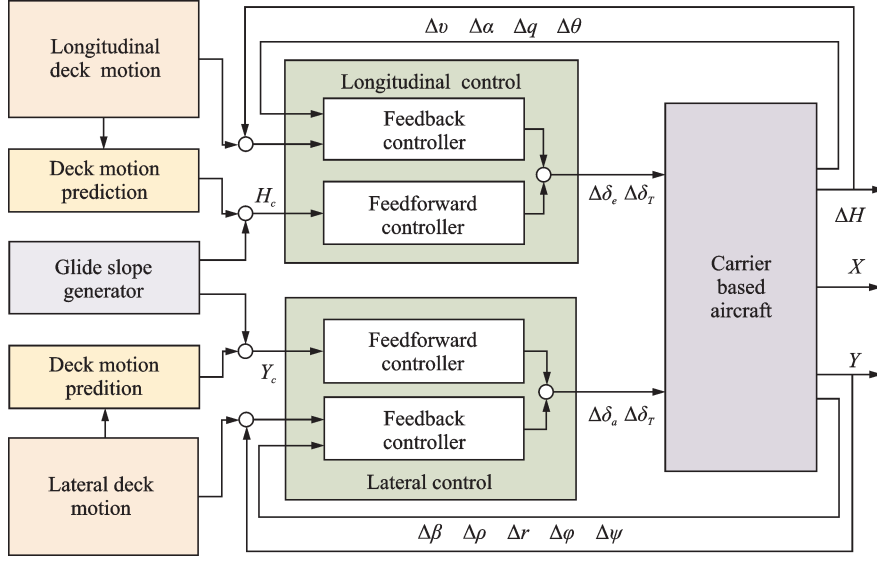 Δυ Δα Δq Δθ
Longitudinal
deck motion
Longitudinal control
Feedback
controller
Deck motion
prediction
H_c
Feedforward
controller
Δδ_e Δδ_T
ΔH
Glide slope
generator
Carrier
based
aircraft
X
Feedforward
controller
Deck motion
predition
Y_c
Y
Feedback
controller
Δδ_a Δδ_T
Lateral deck
motion
Lateral control
Δβ Δρ Δr Δφ Δψ